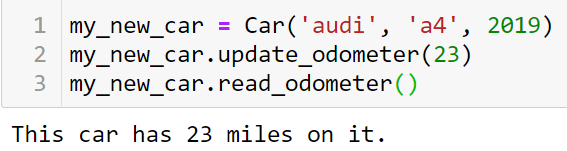 1 my_new_car = Car('audi', 'a4', 2019)
2 my_new_car.update_odometer(23)
3 my_new_car.read_odometer()
This car has 23 miles on it.